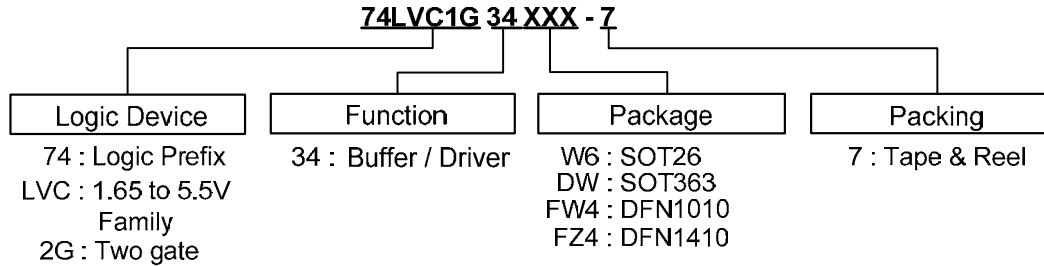 74LVC1G 34 XXX - 7
Logic Device
74 : Logic Prefix
LVC : 1.65 to 5.5V
Family
2G : Two gate
Function
34 : Buffer / Driver
Package
W6 : SOT26
DW : SOT363
FW4 : DFN1010
FZ4 : DFN1410
Packing
7 : Tape & Reel